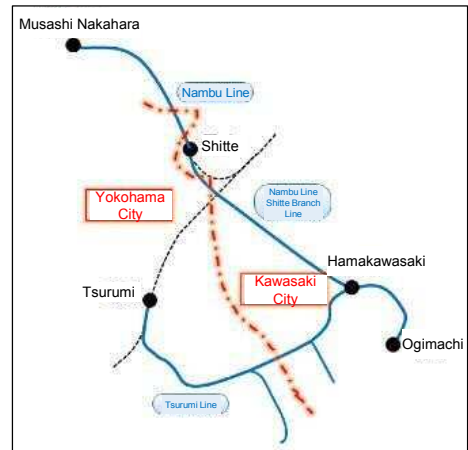 Musashi Nakahara
Nambu Line
Shitte
Yokohama
City
Nambu Line
Shitte Branch
Line
Hamakawasaki
Kawasaki
City
Tsurumi
Ogimachi
Tsurumi Line